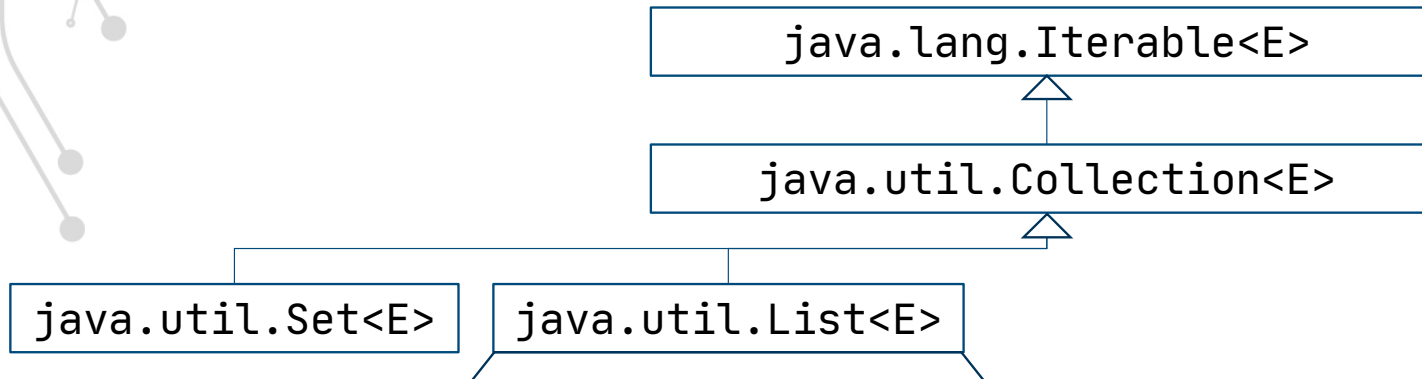 java.lang.Iterable<E>
java.util.Collection<E>
java.util.Set<E>
java.util.List<E>